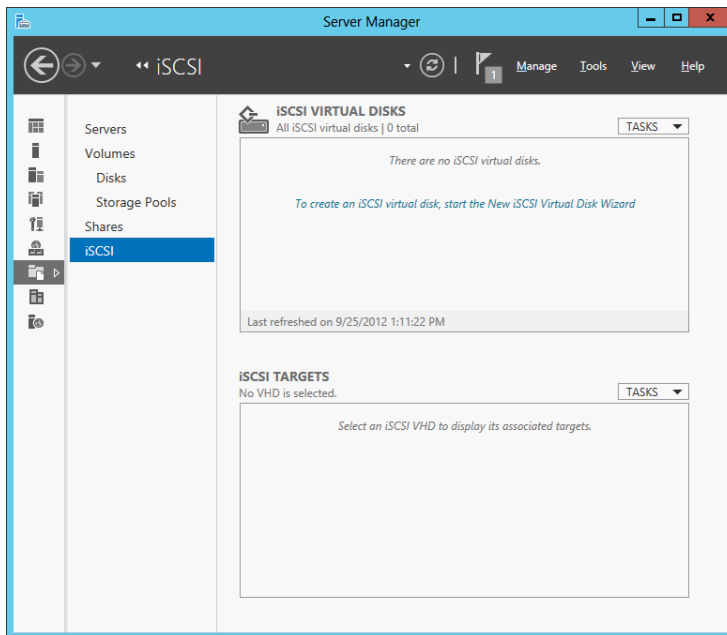 Server Manager
iSCSI
1
Manage
Tools
View
Help
Servers
Volumes
Disks
Storage Pools
Shares
iSCSI
iSCSI VIRTUAL DISKS
All iSCSI virtual disks | 0 total
TASKS
There are no iSCSI virtual disks.
To create an iSCSI virtual disk, start the New iSCSI Virtual Disk Wizard
Last refreshed on 9/25/2012 1:11:22 PM
iSCSI TARGETS
No VHD is selected.
TASKS
Select an iSCSI VHD to display its associated targets.